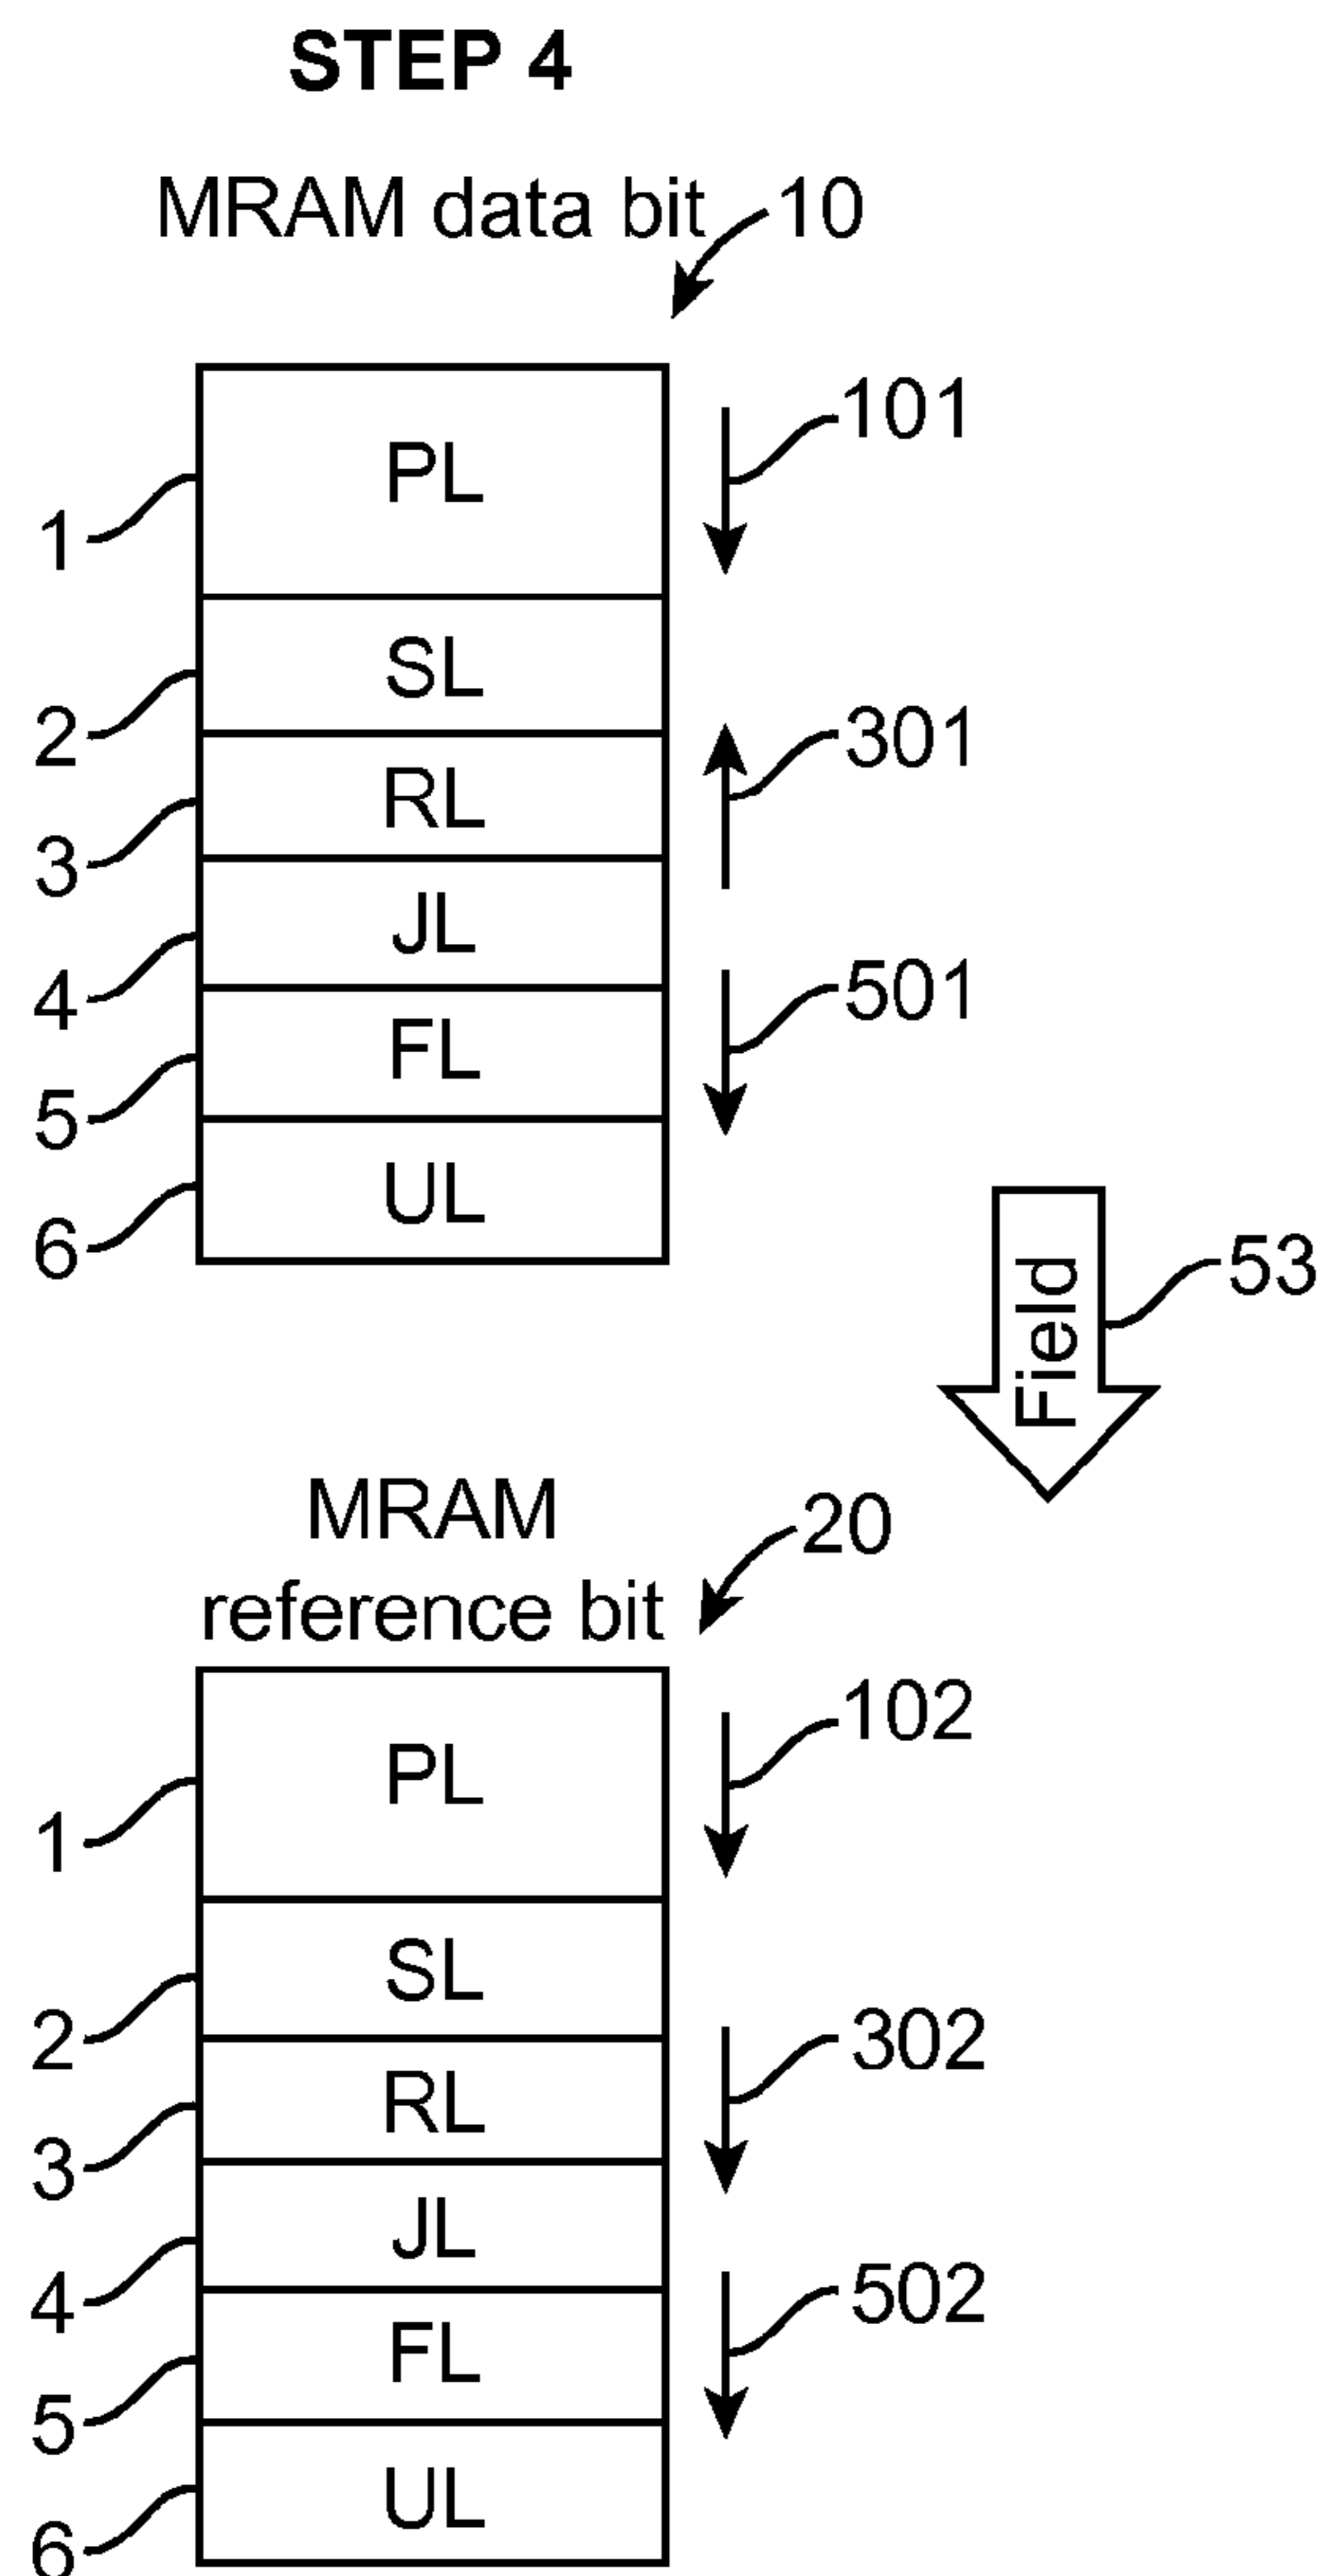 STEP 4
MRAM data bit 10
101
PL
1
SL
2
301
RL
3
JL
4
501
FL
5
UL
6
Field
53
MRAM
reference bit
20
102
PL
1
SL
2
302
RL
3
JL
4
502
FL
5
UL
6